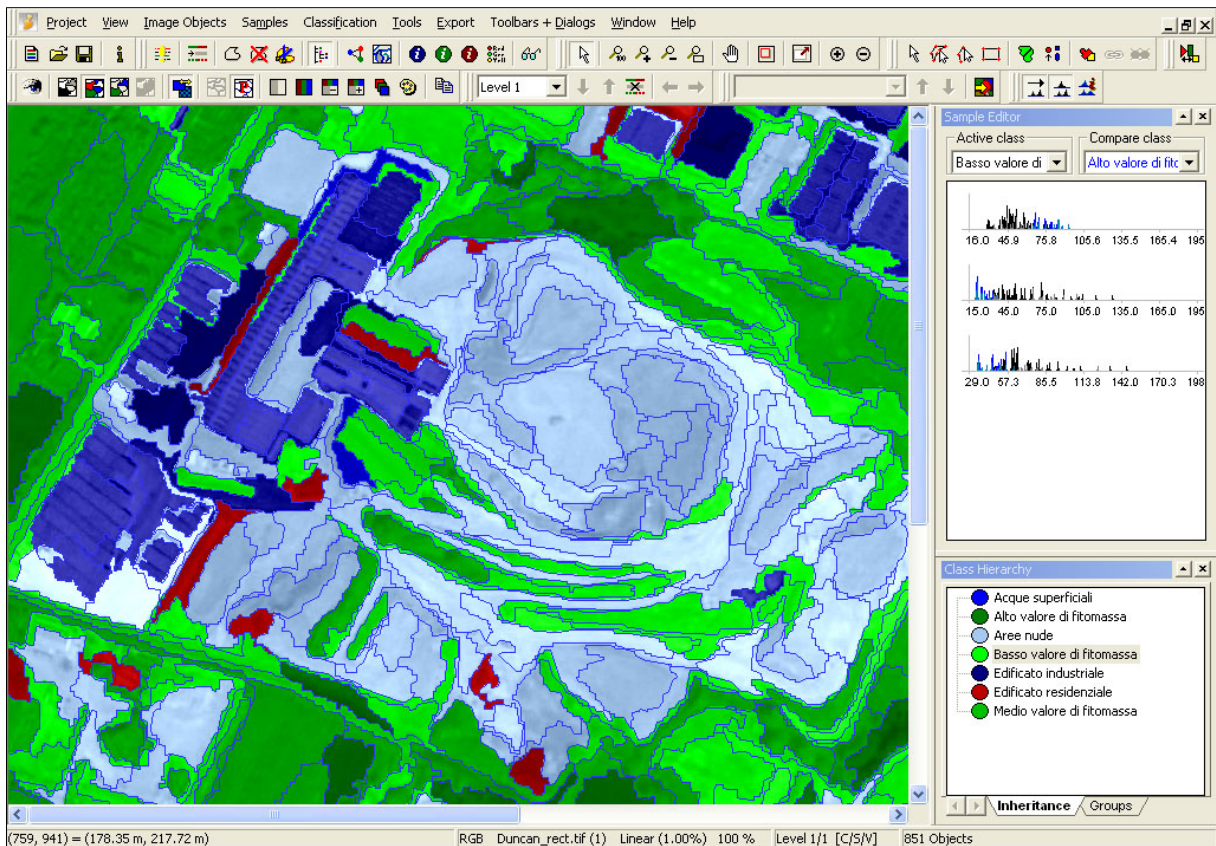 Project View Image Objects Samples Classification Tools Export Toolbars + Dialogs Window Help
Level 1
Sample Editor
Active class Compare class
Basso valore di Alto valore di fito
16.0 45.9 75.8 105.6 135.5 165.4 195
15.0 45.0 75.0 105.0 135.0 165.0 195
29.0 57.3 85.5 113.8 142.0 170.3 198
Class Hierarchy
Acque superficiali
Alto valore di fitomassa
Aree nude
Basso valore di fitomassa
Edificato industriale
Edificato residenziale
Medio valore di fitomassa
Inheritance Groups
(759, 941) = (178.35 m, 217.72 m) RGB Duncan_rect.tif (1) Linear (1.00%) 100 % Level 1/1 [C/S/V] 851 Objects